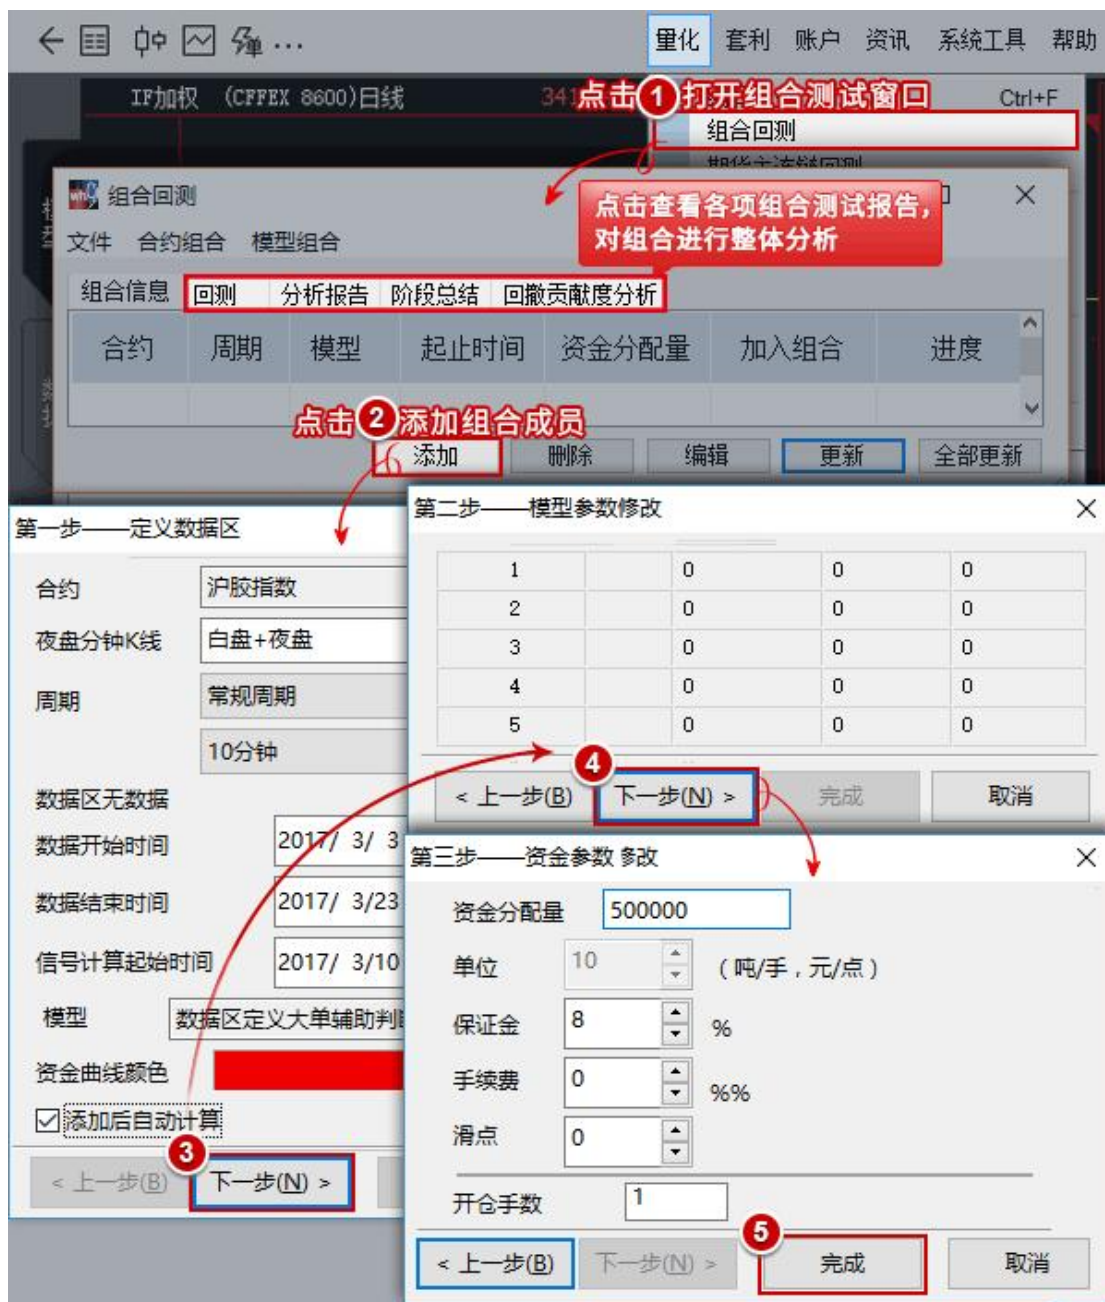 量化 套利 账户 资讯 系统工具 帮助
IF加权 (CFFEX 8600)日线
点击 1 打开组合测试窗口
Ctrl+F
组合回测
组合回测
点击查看各项组合测试报告，
对组合进行整体分析
文件 合约组合 模型组合
组合信息 回测 分析报告 阶段总结 回撤贡献度分析
合约 周期 模型 起止时间 资金分配量 加入组合 进度
点击 2 添加组合成员
添加 删除 编辑 更新 全部更新
第一步——定义数据区
合约 沪胶指数
夜盘分钟K线 白盘+夜盘
周期 常规周期
10分钟
数据区无数据
数据开始时间 2017/ 3/ 3
数据结束时间 2017/ 3/23
信号计算起始时间 2017/ 3/10
模型 数据区定义大单辅助判
资金曲线颜色
添加后自动计算
3
< 上一步(B) 下一步(N) >
第二步——模型参数修改
1 0 0 0
2 0 0 0
3 0 0 0
4 0 0 0
5 0 0 0
4
< 上一步(B) 下一步(N) > 完成 取消
第三步——资金参数 多改
资金分配量 500000
单位 10 (吨/手，元/点)
保证金 8 %
手续费 0 %%
滑点 0
开仓手数 1
5
< 上一步(B) 下一步(N) > 完成 取消